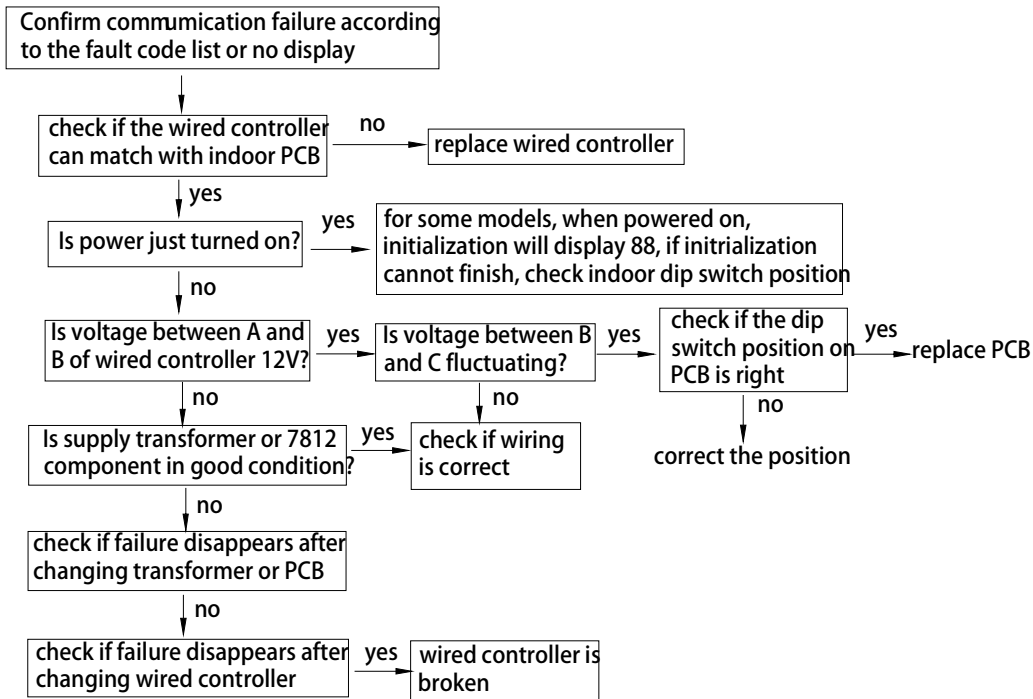 Confirm communication failure according
to the fault code list or no display
check if the wired controller
can match with indoor PCB
no
replace wired controller
yes
Is power just turned on?
yes
for some models, when powered on,
initialization will display 88, if initrialization
cannot finish, check indoor dip switch position
no
Is voltage between A and
B of wired controller 12V?
yes
Is voltage between B
and C fluctuating?
yes
check if the dip
switch position on
PCB is right
yes
replace PCB
no
no
no
Is supply transformer or 7812
component in good condition?
yes
check if wiring
is correct
correct the position
no
check if failure disappears after
changing transformer or PCB
no
check if failure disappears after
changing wired controller
yes
wired controller is
broken